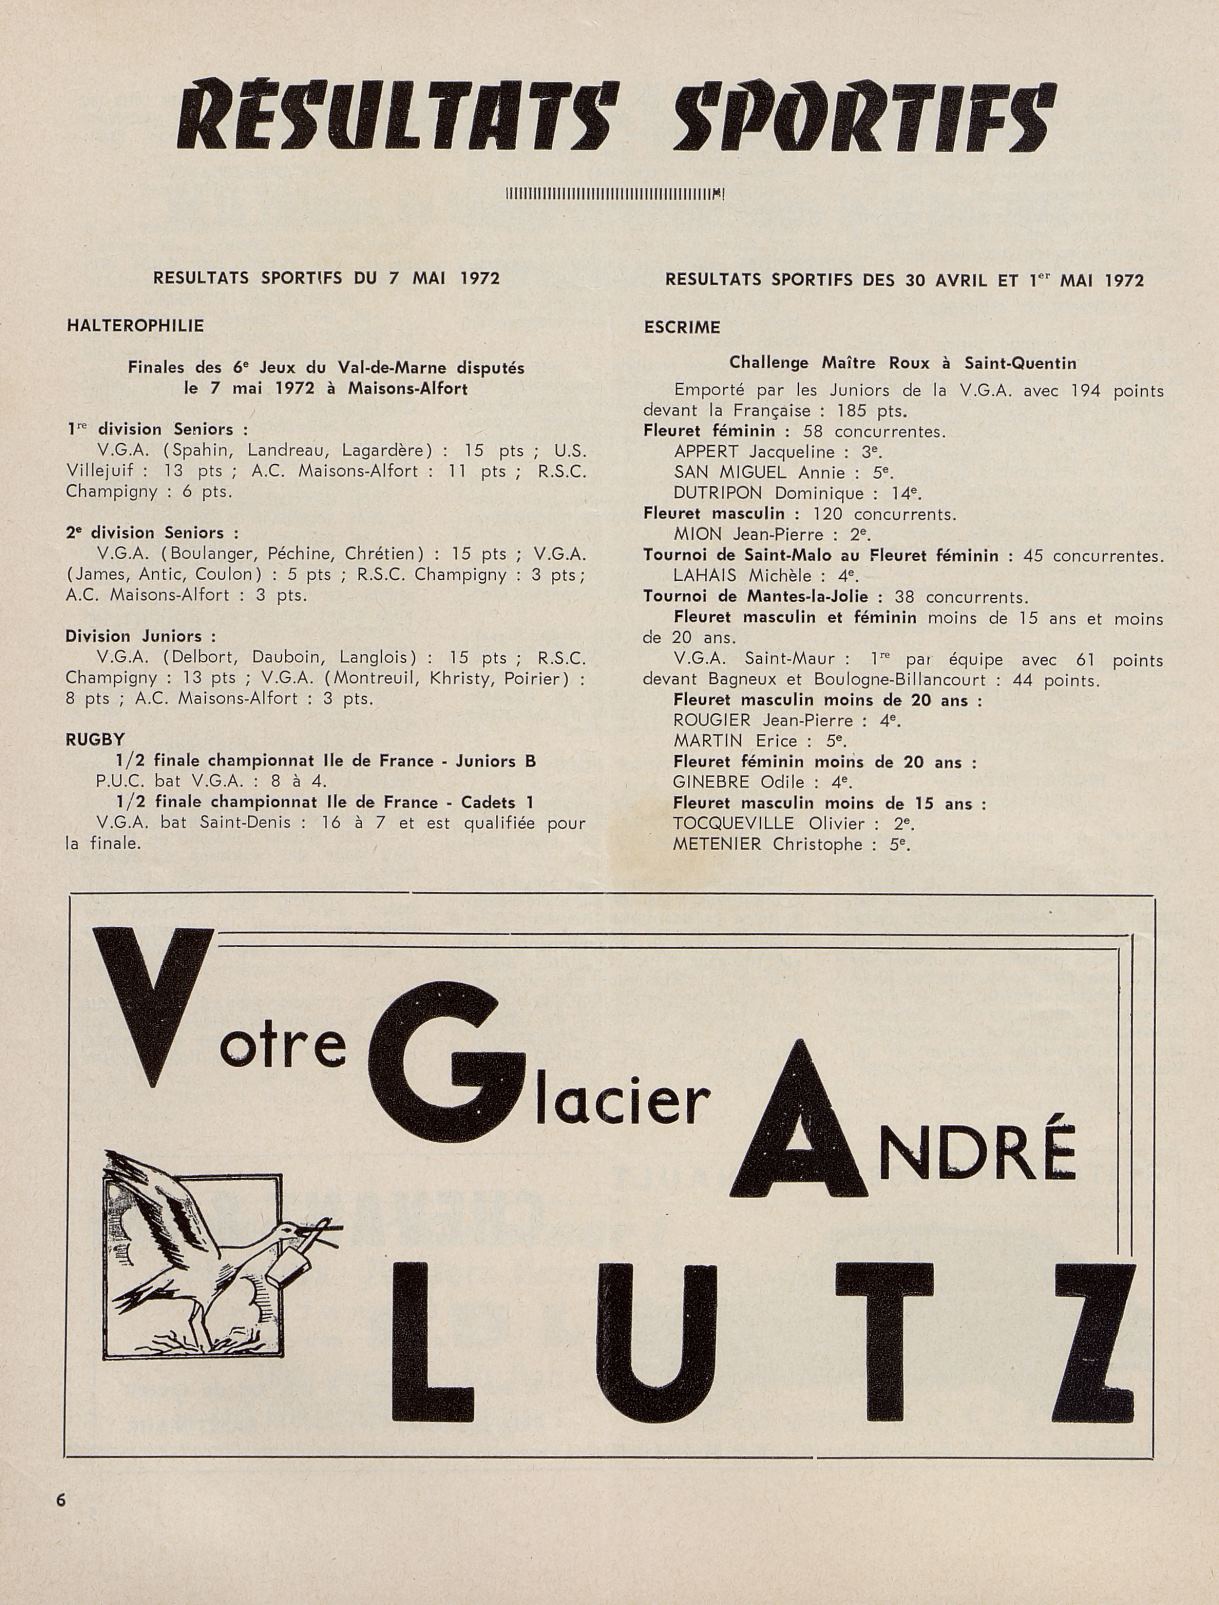 RÉSULTATS SPORTIFS
RESULTATS SPORTIFS DU 7 MAI 1972
HALTEROPHILIE
Finales des 6e Jeux du Val-de-Marne disputés
le 7 mai 1972 à Maisons-Alfort
1re division Seniors :
V.G.A. (Spahin, Landreau, Lagardère) : 15 pts ; U.S.
Villejuif : 13 pts ; A.C. Maisons-Alfort : 11 pts ; R.S.C.
Champigny : 6 pts.
2e division Seniors :
V.G.A. (Boulanger, Péchine, Chrétien) : 15 pts ; V.G.A.
(James, Antic, Coulon) : 5 pts ; R.S.C. Champigny : 3 pts;
A.C. Maisons-Alfort : 3 pts.
Division Juniors :
V.G.A. (Delbort, Dauboin, Langlois) : 15 pts ; R.S.C.
Champigny : 13 pts ; V.G.A. (Montreuil, Khristy, Poirier) :
8 pts ; A.C. Maisons-Alfort : 3 pts.
RUGBY
1/2 finale championnat Ile de France - Juniors B
P.U.C. bat V.G.A. : 8 à 4.
1/2 finale championnat Ile de France - Cadets 1
V.G.A. bat Saint-Denis : 16 à 7 et est qualifiée pour
la finale.
RESULTATS SPORTIFS DES 30 AVRIL ET 1er MAI 1972
ESCRIME
Challenge Maître Roux à Saint-Quentin
Emporté par les Juniors de la V.G.A. avec 194 points
devant la Française : 185 pts.
Fleuret féminin : 58 concurrentes.
APPERT Jacqueline : 3e.
SAN MIGUEL Annie : 5e.
DUTRIPON Dominique : 14e.
Fleuret masculin : 120 concurrents.
MION Jean-Pierre : 2e.
Tournoi de Saint-Malo au Fleuret féminin : 45 concurrentes.
LAHAIS Michèle : 4e.
Tournoi de Mantes-la-Jolie : 38 concurrents.
Fleuret masculin et féminin moins de 15 ans et moins
de 20 ans.
V.G.A. Saint-Maur : 1re par équipe avec 61 points
devant Bagneux et Boulogne-Billancourt : 44 points.
Fleuret masculin moins de 20 ans :
ROUGIER Jean-Pierre : 4e.
MARTIN Erice : 5e.
Fleuret féminin moins de 20 ans :
GINEBRE Odile : 4e.
Fleuret masculin moins de 15 ans :
TOCQUEVILLE Olivier : 2e.
METENIER Christophe : 5e.
Votre Glacier ANDRÉ
LUTZ
6